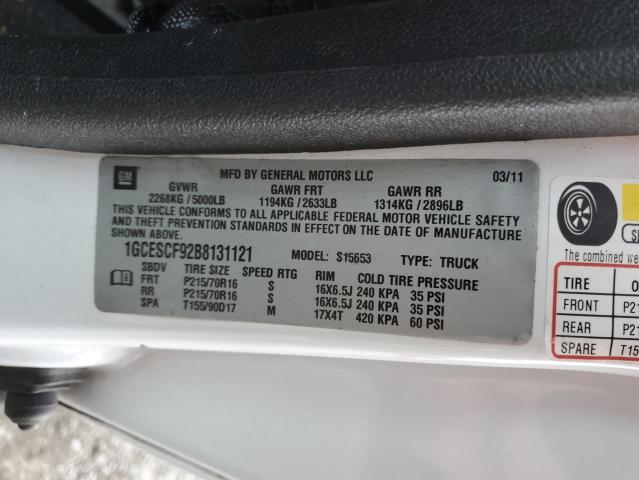 GM
MFD BY GENERAL MOTORS LLC 03/11
GVWR GAWR FRT GAWR RR
2268KG / 5000LB 1194KG / 2633LB 1314KG / 2896LB
THIS VEHICLE CONFORMS TO ALL APPLICABLE FEDERAL MOTOR VEHICLE SAFETY
AND THEFT PREVENTION STANDARDS IN EFFECT ON THE DATE OF MANUFACTURE
SHOWN ABOVE.
1GCESCF92B8131121 MODEL: S15653 TYPE: TRUCK
SBDV TIRE SIZE SPEED RTG RIM COLD TIRE PRESSURE
FRT P215/70R16 S 16X6.5J 240 KPA 35 PSI
RR P215/70R16 S 16X6.5J 240 KPA 35 PSI
SPA T155/90D17 M 17X4T 420 KPA 60 PSI
The combined we
TIRE
FRONT P21
REAR P21
SPARE T15